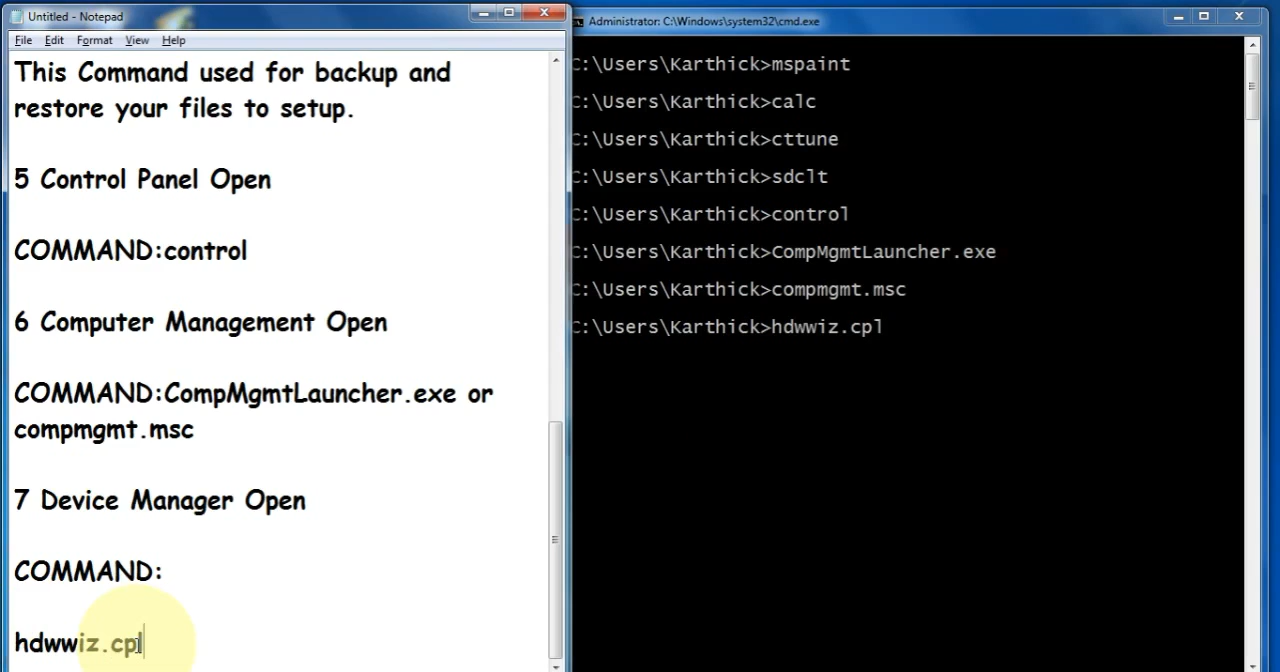 Untitled - Notepad
File Edit Format View Help
This Command used for backup and
restore your files to setup.
5 Control Panel Open
COMMAND:control
6 Computer Management Open
COMMAND:CompMgmtLauncher.exe or
compmgmt.msc
7 Device Manager Open
COMMAND:
hdwwiz.cpl
Administrator: C:\Windows\system32\cmd.exe
C:\Users\Karthick>mspaint
C:\Users\Karthick>calc
C:\Users\Karthick>cttune
C:\Users\Karthick>sdclt
C:\Users\Karthick>control
C:\Users\Karthick>CompMgmtLauncher.exe
C:\Users\Karthick>compmgmt.msc
C:\Users\Karthick>hdwwiz.cpl